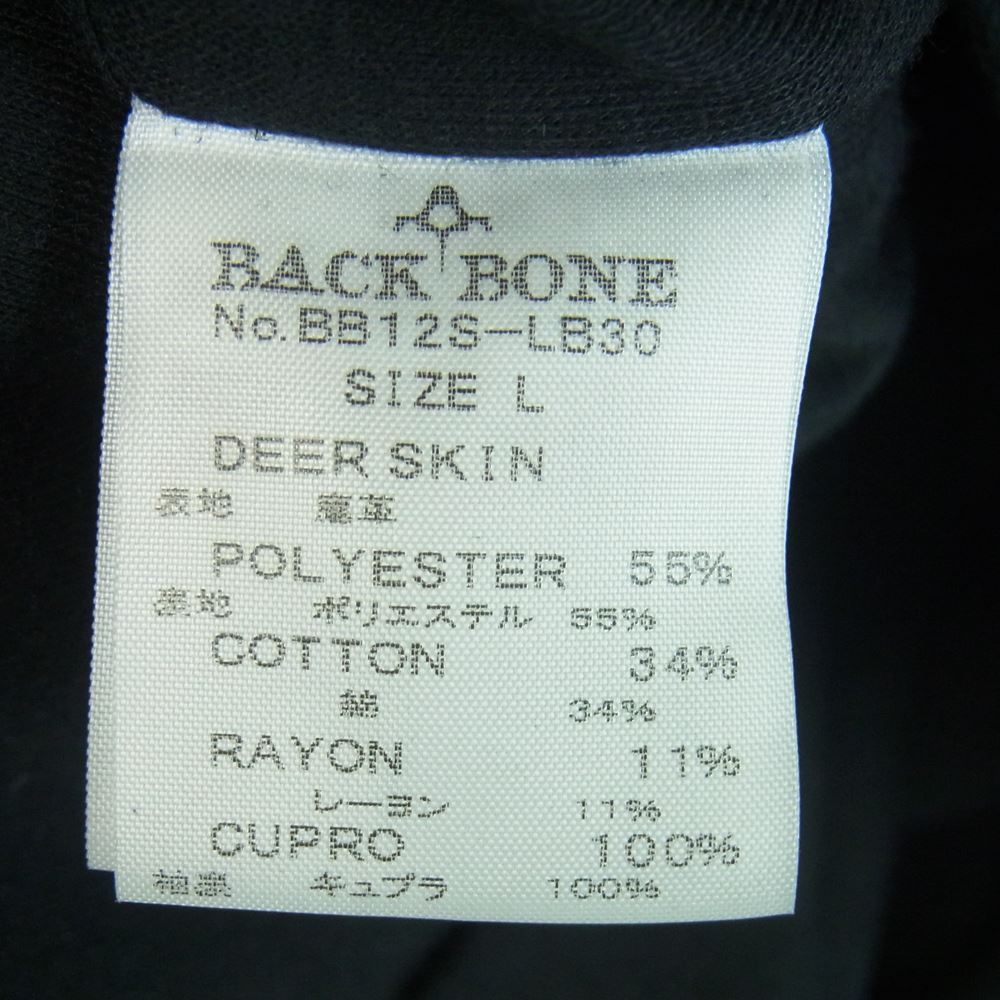 BACK BONE
No.BB12S-LB30
SIZE L
DEER SKIN
表地 鹿革
POLYESTER 55%
裏地 ポリエステル 55%
COTTON 34%
綿 34%
RAYON 11%
レーヨン 11%
CUPRO 100%
袖裏 キュプラ 100%